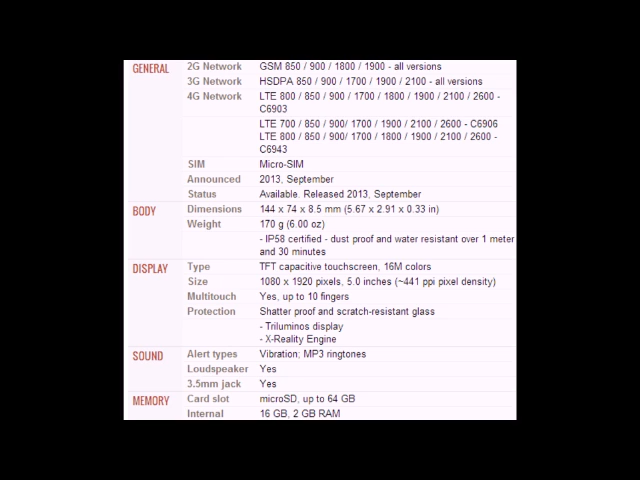 GENERAL 2G Network GSM 850 / 900 / 1800 / 1900 - all versions
3G Network HSDPA 850 / 900 / 1700 / 1900 / 2100 - all versions
4G Network LTE 800 / 850 / 900 / 1700 / 1800 / 1900 / 2100 / 2600 -
C6903
LTE 700 / 850 / 900/ 1700 / 1900 / 2100 / 2600 - C6906
LTE 800 / 850 / 900/ 1700 / 1800 / 1900 / 2100 / 2600 -
C6943
SIM Micro-SIM
Announced 2013, September
Status Available. Released 2013, September
BODY Dimensions 144 x 74 x 8.5 mm (5.67 x 2.91 x 0.33 in)
Weight 170 g (6.00 oz)
- IP58 certified - dust proof and water resistant over 1 meter
and 30 minutes
DISPLAY Type TFT capacitive touchscreen, 16M colors
Size 1080 x 1920 pixels, 5.0 inches (~441 ppi pixel density)
Multitouch Yes, up to 10 fingers
Protection Shatter proof and scratch-resistant glass
- Triluminos display
- X-Reality Engine
SOUND Alert types Vibration; MP3 ringtones
Loudspeaker Yes
3.5mm jack Yes
MEMORY Card slot microSD, up to 64 GB
Internal 16 GB, 2 GB RAM